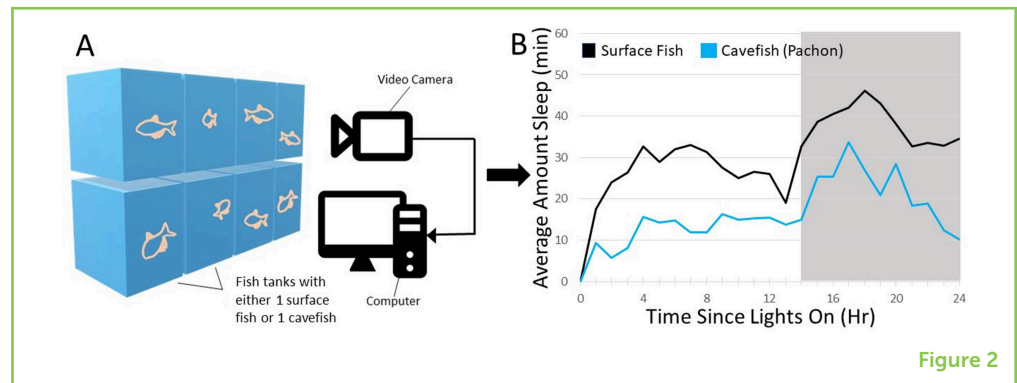 A
Video Camera
Computer
Fish tanks with
either 1 surface
fish or 1 cavefish
B
Average Amount Sleep (min)
60
50
40
30
20
10
0
Surface Fish
Cavefish (Pachon)
0 4 8 12 16 20 24
Time Since Lights On (Hr)
Figure 2